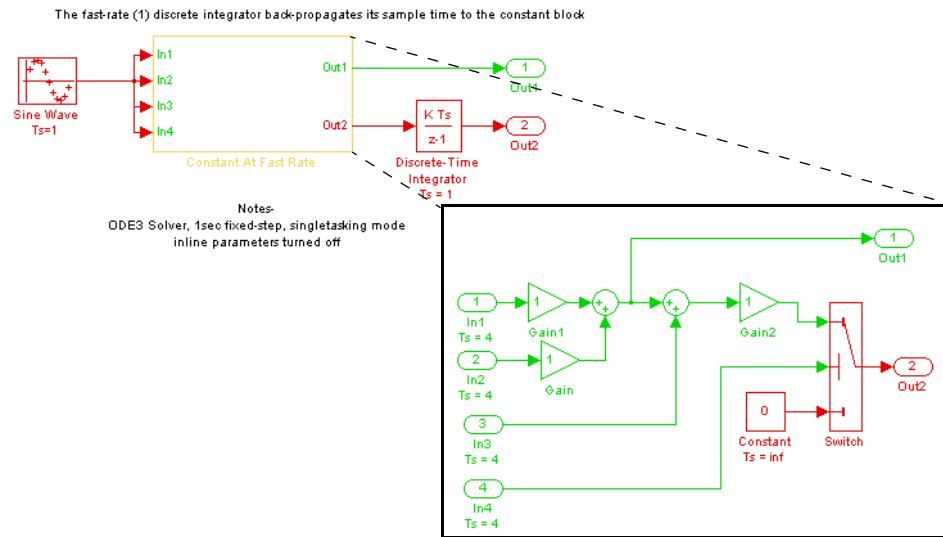 The fast-rate (1) discrete integrator back-propagates its sample time to the constant block
Sine Wave
Ts=1
In1
In2
In3
In4
Out1
Out2
Constant At Fast Rate
1
Out1
K Ts
z-1
Discrete-Time
Integrator
Ts = 1
2
Out2
Notes-
ODE3 Solver, 1sec fixed-step, singletasking mode
inline parameters turned off
1
Out1
1
In1
Ts = 4
1
Gain1
+
+
+
+
1
Gain2
2
In2
Ts = 4
1
Gain
3
In3
Ts = 4
4
In4
Ts = 4
0
Constant
Ts = inf
Switch
2
Out2